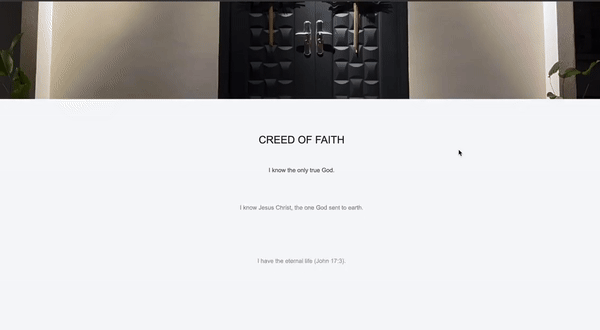 CREED OF FAITH
I know the only true God.
I know Jesus Christ, the one God sent to earth.
I have the eternal life (John 17:3).